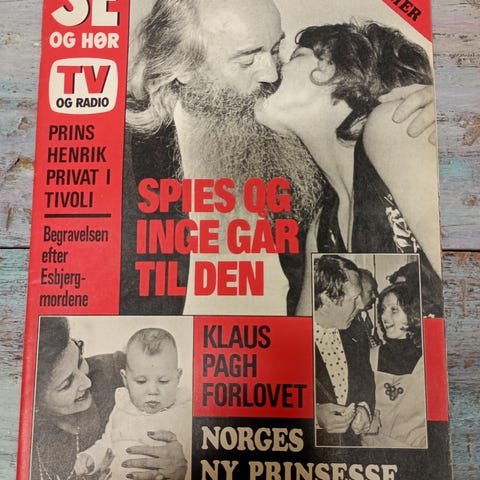 SE
OG HØR
TV
OG RADIO
PRINS
HENRIK
PRIVAT I
TIVOLI
Begravelsen
efter
Esbjerg-
mordene
SPIES OG
INGE GÅR
TIL DEN
KLAUS
PAGH
FORLOVET
NORGES
NY PRINSESSE